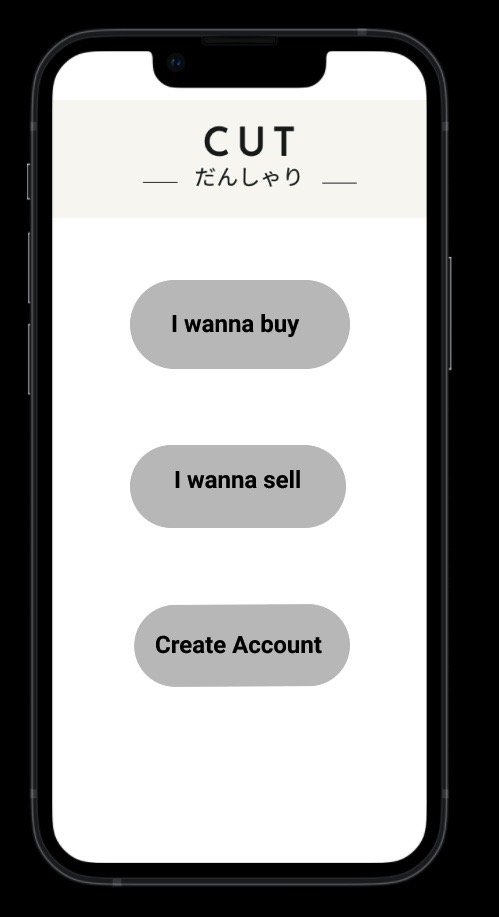 CUT
だんしゃり
I wanna buy
I wanna sell
Create Account